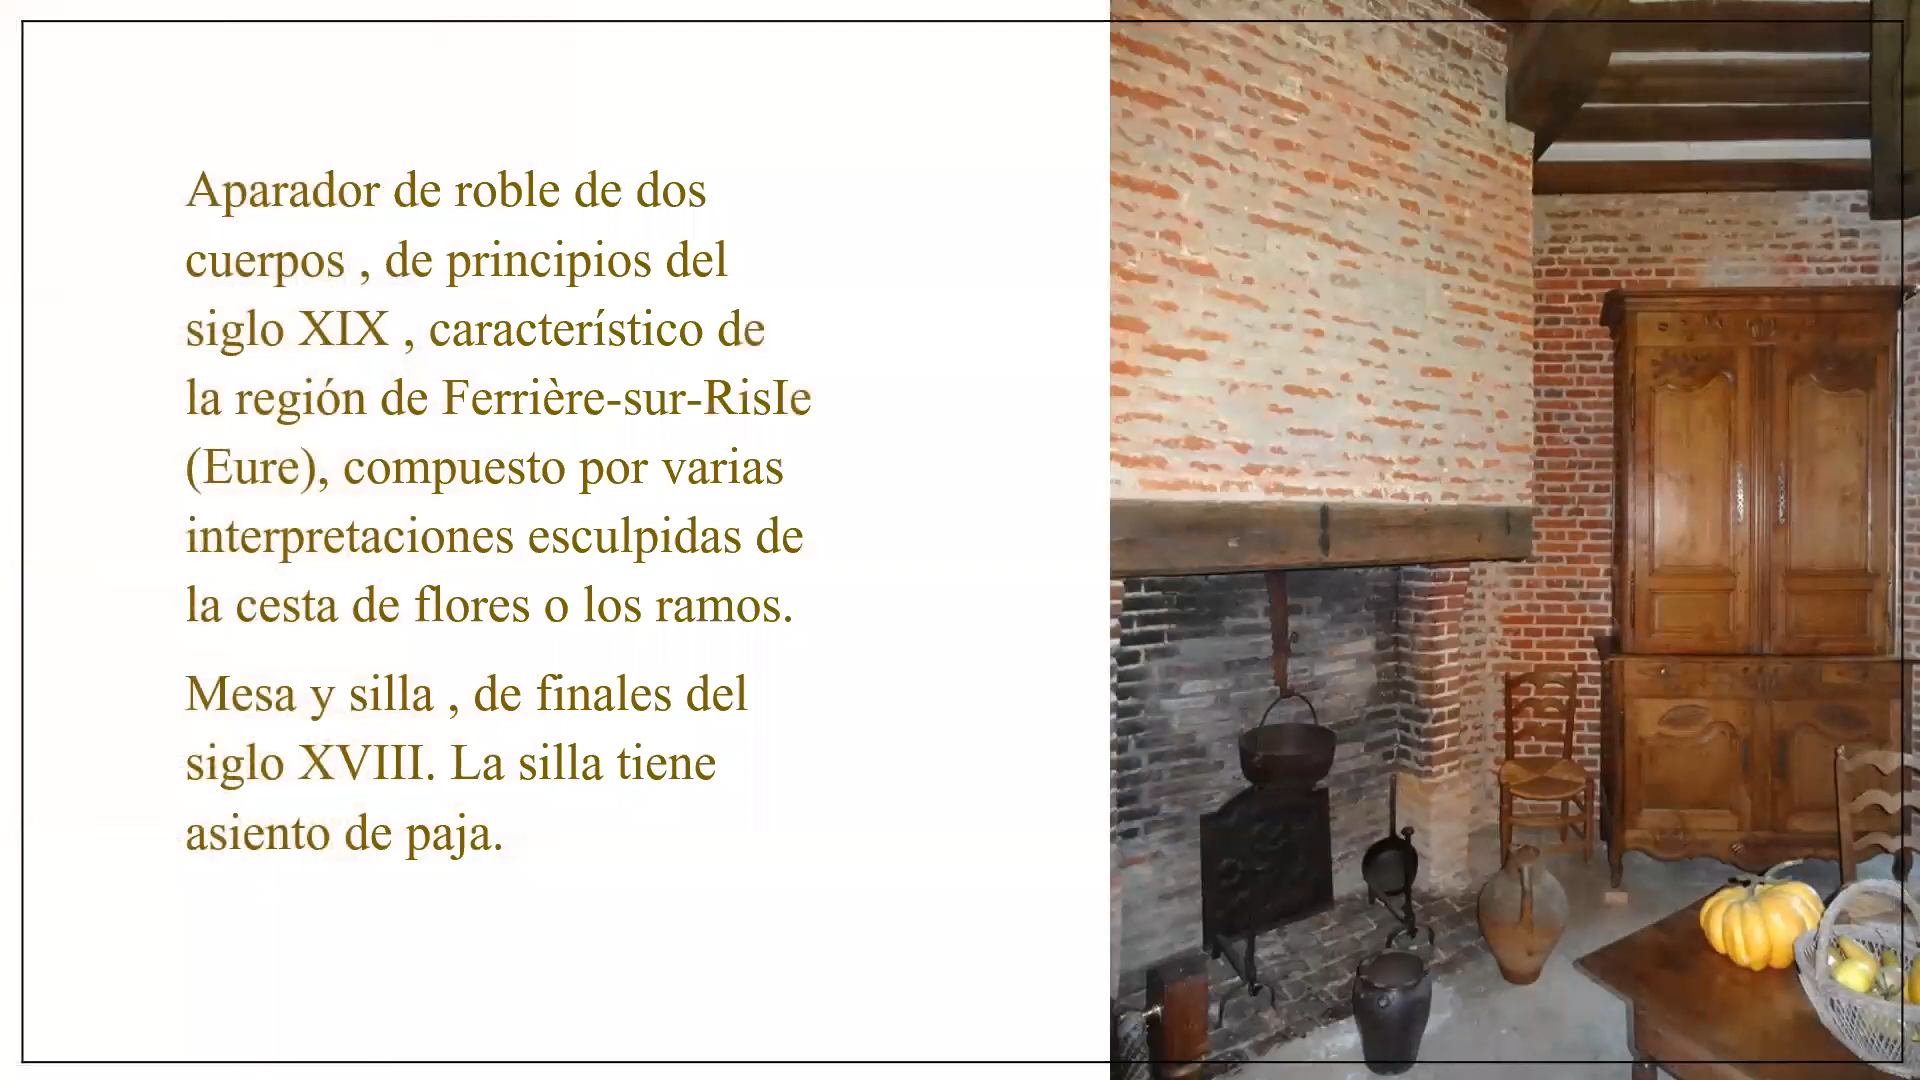 Aparador de roble de dos
cuerpos , de principios del
siglo XIX , característico de
la región de Ferrière-sur-RisIe
(Eure), compuesto por varias
interpretaciones esculpidas de
la cesta de flores o los ramos.
Mesa y silla , de finales del
siglo XVIII. La silla tiene
asiento de paja.